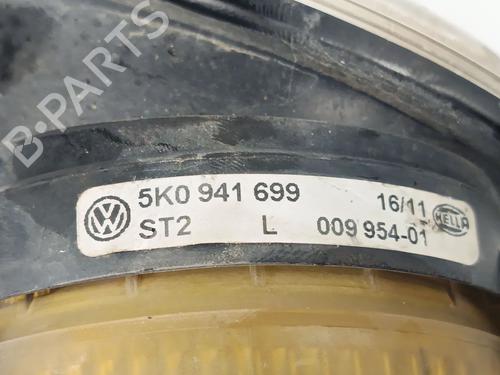 B-PARTS
5K0 941 699 16/11
ST2 L 009 954-01
HELLA